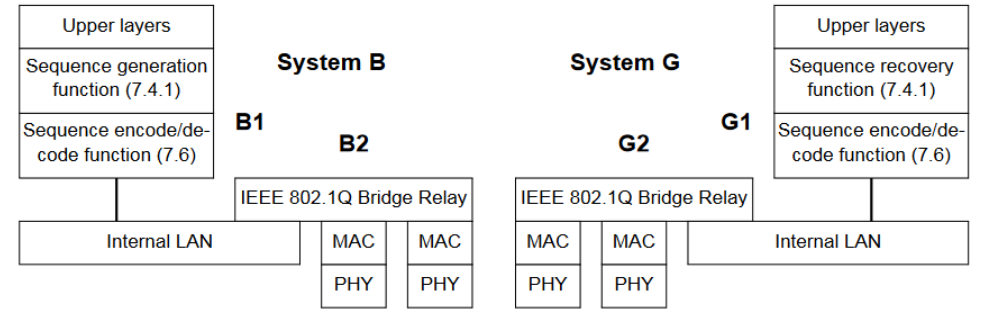 Upper layers
Sequence generation
function (7.4.1)
Sequence encode/de-
code function (7.6)
System B
B1
B2
IEEE 802.1Q Bridge Relay
Internal LAN
MAC
MAC
PHY
PHY
System G
G1
G2
Upper layers
Sequence recovery
function (7.4.1)
Sequence encode/de-
code function (7.6)
IEEE 802.1Q Bridge Relay
MAC
MAC
Internal LAN
PHY
PHY